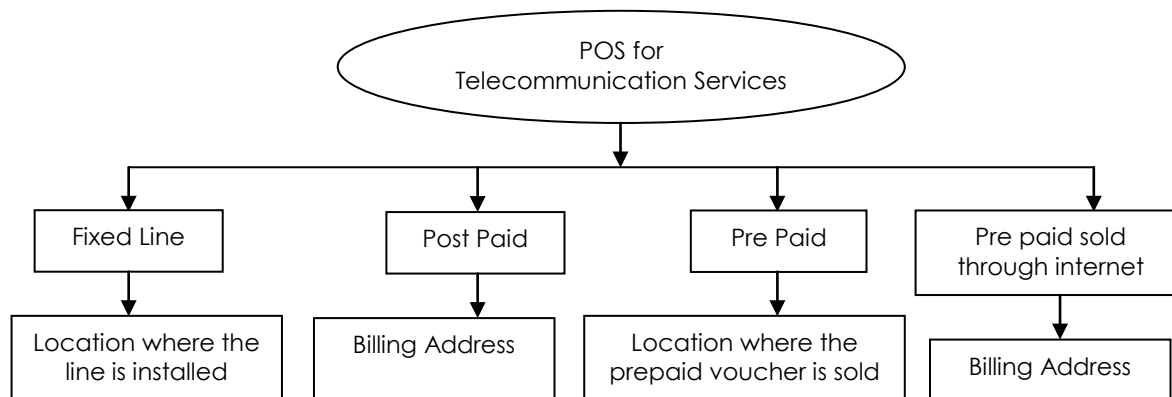 POS for
Telecommunication Services
Fixed Line
Post Paid
Pre Paid
Pre paid sold
through internet
Location where the
line is installed
Billing Address
Location where the
prepaid voucher is sold
Billing Address